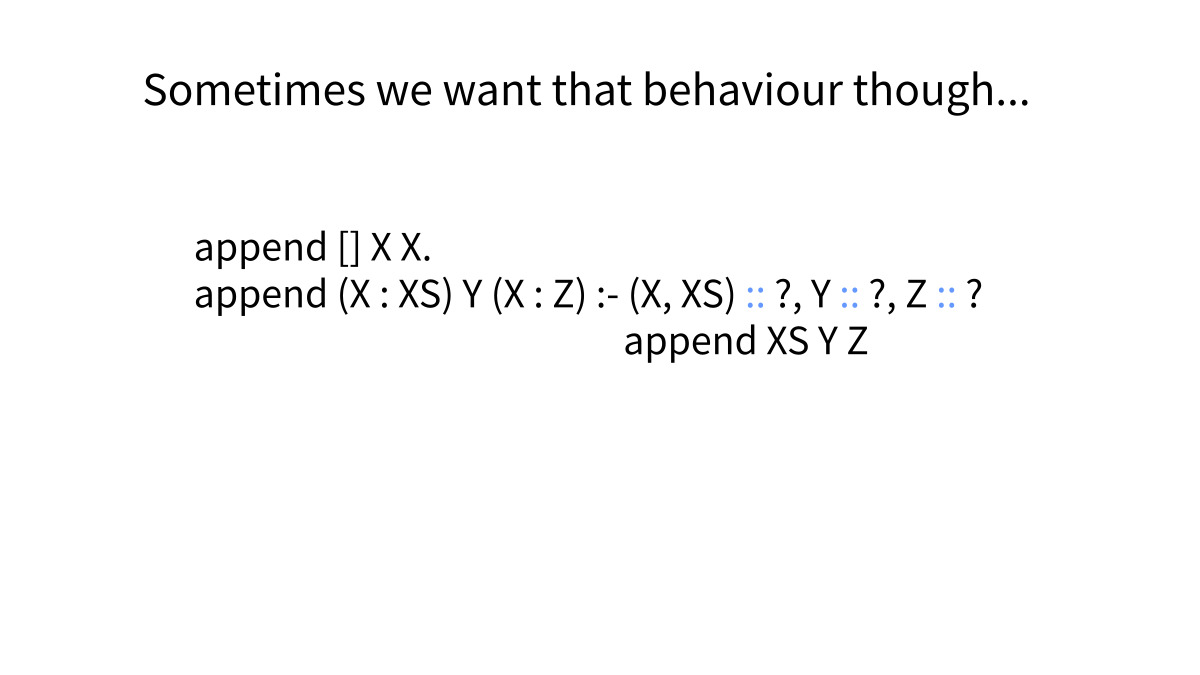 Sometimes we want that behaviour though...
append [] X X.
append (X : XS) Y (X : Z) :- (X, XS) :: ?, Y :: ?, Z :: ?
append XS Y Z